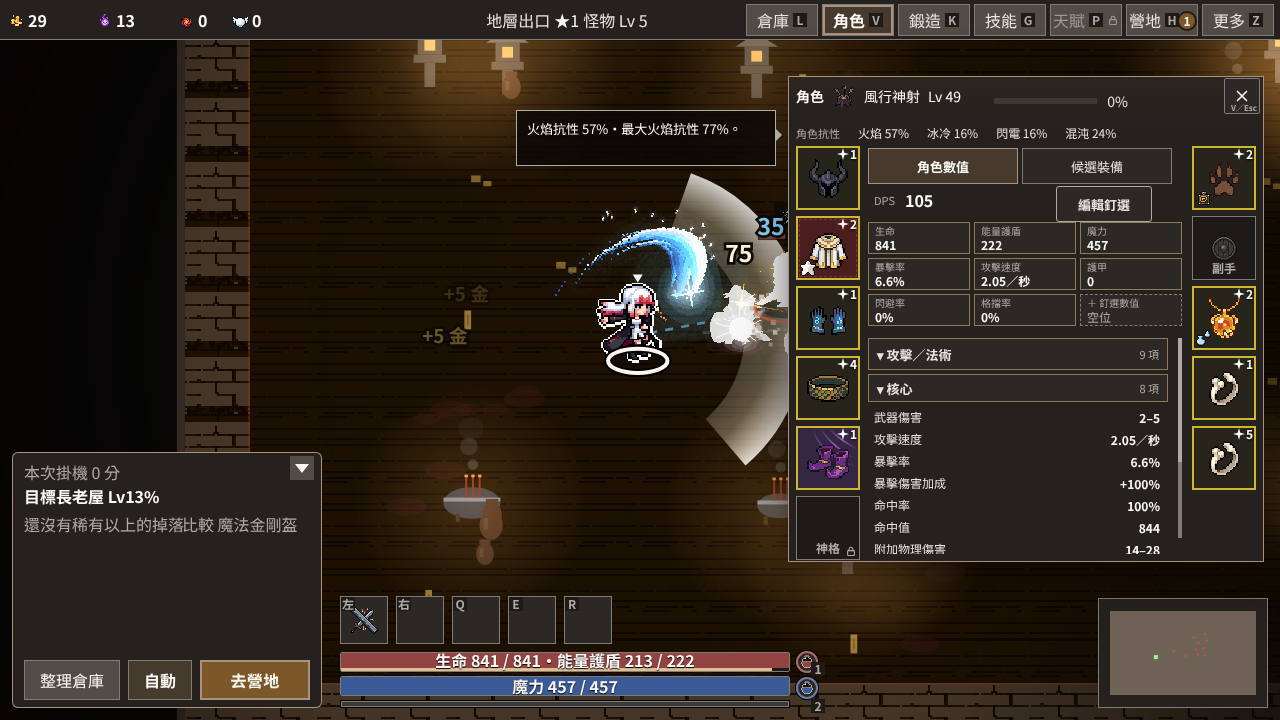 29
13
0
0
地層出口 ★1 怪物 Lv 5
倉庫 L
角色 V
鍛造 K
技能 G
天賦 P
營地 H 1
更多 Z
火焰抗性 57%・最大火焰抗性 77%。
角色 風行神射 Lv 49
0%
V／Esc
角色抗性 火焰 57% 冰冷 16% 閃電 16% 混沌 24%
1
2
1
4
1
神格
角色數值
候選裝備
DPS 105
編輯釘選
生命
841
能量護盾
222
魔力
457
暴擊率
6.6%
攻擊速度
2.05／秒
護甲
0
閃避率
0%
格擋率
0%
＋ 釘選數值
空位
▼攻擊／法術 9 項
▼核心 8 項
武器傷害 2–5
攻擊速度 2.05／秒
暴擊率 6.6%
暴擊傷害加成 +100%
命中率 100%
命中值 844
附加物理傷害 14–28
2
副手
2
1
5
35
75
+5 金
+5 金
本次掛機 0 分
目標長老屋 Lv13%
還沒有稀有以上的掉落比較 魔法金剛盔
整理倉庫
自動
去營地
左
右
Q
E
R
生命 841 / 841・能量護盾 213 / 222
1
魔力 457 / 457
2